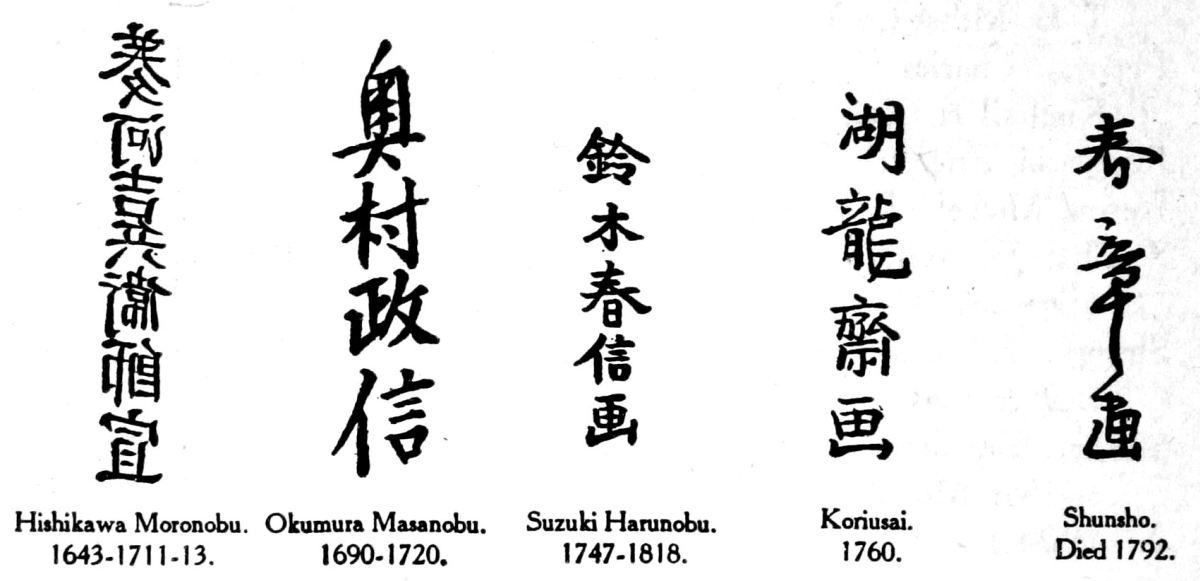 菱河吉兵衛師宣
奥村政信
鈴木春信画
湖龍齋画
春章畫
Hishikawa Moronobu.
1643-1711-13.
Okumura Masanobu.
1690-1720.
Suzuki Harunobu.
1747-1818.
Koriusai.
1760.
Shunsho.
Died 1792.